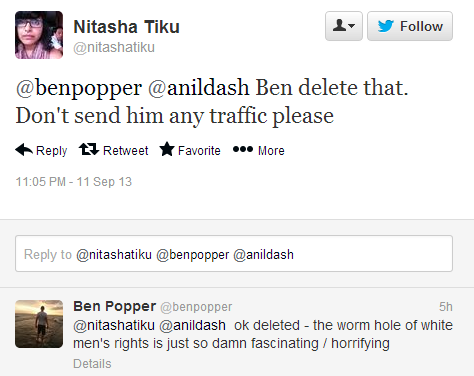 Nitasha Tiku
@nitashatiku
Follow
@benpopper @anildash Ben delete that.
Don't send him any traffic please
Reply Retweet Favorite More
11:05 PM - 11 Sep 13
Reply to @nitashatiku @benpopper @anildash
Ben Popper @benpopper 5h
@nitashatiku @anildash ok deleted - the worm hole of white
men's rights is just so damn fascinating / horrifying
Details